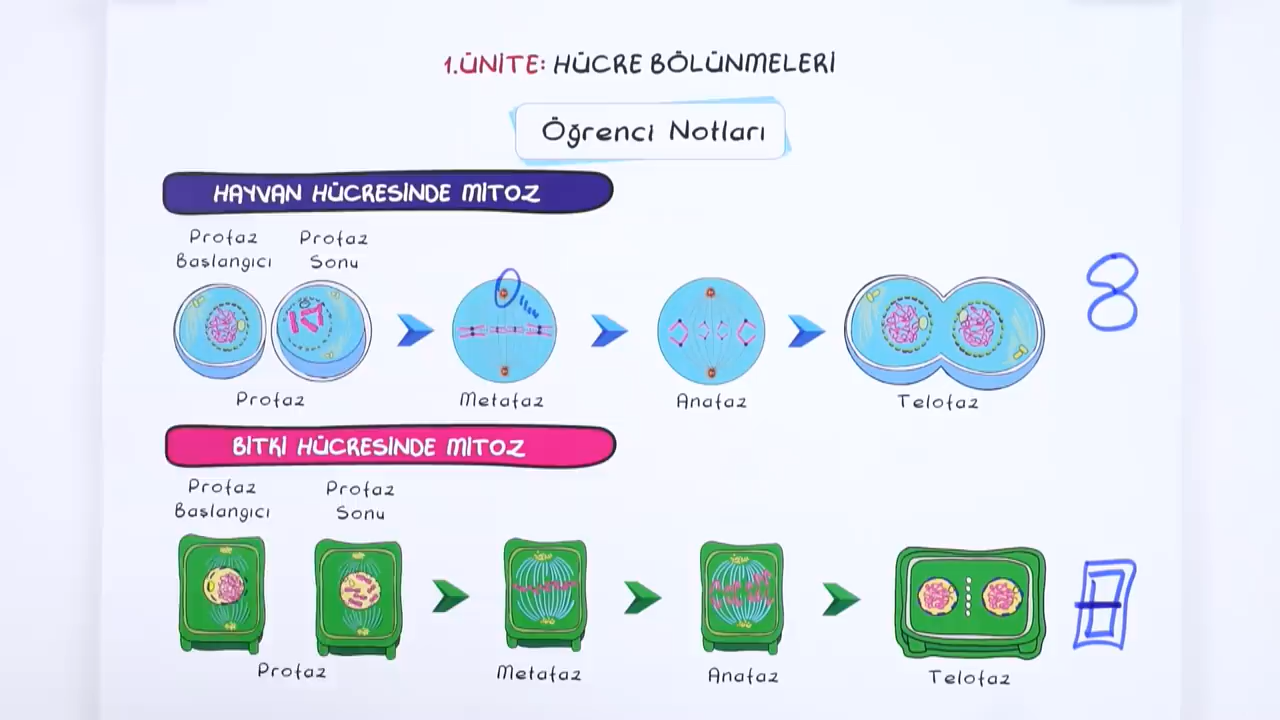 1.ÜNİTE: HÜCRE BÖLÜNMELERİ
Öğrenci Notları
HAYVAN HÜCRESİNDE MİTOZ
Profaz Başlangıcı
Profaz Sonu
Profaz
Metafaz
Anafaz
Telofaz
8
BİTKİ HÜCRESİNDE MİTOZ
Profaz Başlangıcı
Profaz Sonu
Profaz
Metafaz
Anafaz
Telofaz